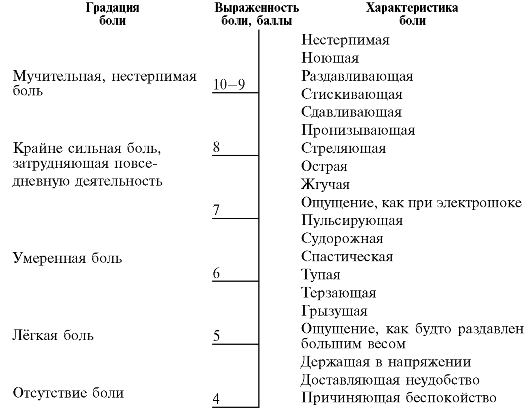 Градация
боли
Выраженность
боли, баллы
Характеристика
боли
Мучительная, нестерпимая
боль
Крайне сильная боль,
затрудняющая повсе-
дневную деятельность
Умеренная боль
Лёгкая боль
Отсутствие боли
10–9
8
7
6
5
4
Нестерпимая
Ноющая
Раздавливающая
Стискивающая
Сдавливающая
Пронизывающая
Стреляющая
Острая
Жгучая
Ощущение, как при электрошоке
Пульсирующая
Судорожная
Спастическая
Тупая
Терзающая
Грызущая
Ощущение, как будто раздавлен
большим весом
Держащая в напряжении
Доставляющая неудобство
Причиняющая беспокойство